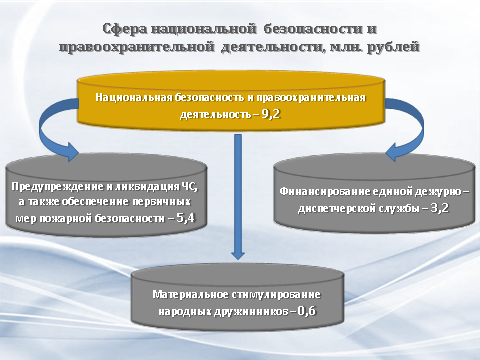 Сфера национальной безопасности и
правоохранительной деятельности, млн. рублей
Национальная безопасность и правоохранительная
деятельность – 9,2
Предупреждение и ликвидация ЧС,
а также обеспечение первичных
мер пожарной безопасности – 5,4
Финансирование единой дежурно –
диспетчерской службы – 3,2
Материальное стимулирование
народных дружинников – 0,6